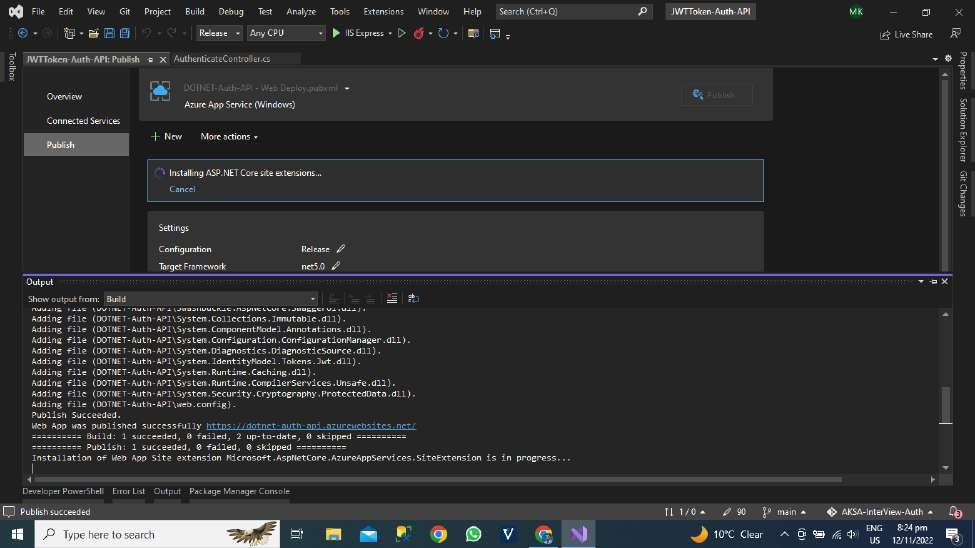 File Edit View Git Project Build Debug Test Analyze Tools Extensions Window Help Search (Ctrl+Q) JWTToken-Auth-API MK
Release Any CPU IIS Express Live Share
JWTToken-Auth-API: Publish AuthenticateController.cs
Toolbox
Properties
Solution Explorer
Git Changes
Overview
Connected Services
Publish
DOTNET-Auth-API - Web Deploy.pubxml
Azure App Service (Windows)
Publish
New More actions
Installing ASP.NET Core site extensions...
Cancel
Settings
Configuration Release
Target Framework net5.0
Output
Show output from: Build
Adding file (DOTNET-Auth-API\Swashbuckle.AspNetCore.SwaggerUI.dll).
Adding file (DOTNET-Auth-API\System.Collections.Immutable.dll).
Adding file (DOTNET-Auth-API\System.ComponentModel.Annotations.dll).
Adding file (DOTNET-Auth-API\System.Configuration.ConfigurationManager.dll).
Adding file (DOTNET-Auth-API\System.Diagnostics.DiagnosticSource.dll).
Adding file (DOTNET-Auth-API\System.IdentityModel.Tokens.Jwt.dll).
Adding file (DOTNET-Auth-API\System.Runtime.Caching.dll).
Adding file (DOTNET-Auth-API\System.Runtime.CompilerServices.Unsafe.dll).
Adding file (DOTNET-Auth-API\System.Security.Cryptography.ProtectedData.dll).
Adding file (DOTNET-Auth-API\web.config).
Publish Succeeded.
Web App was published successfully https://dotnet-auth-api.azurewebsites.net/
========== Build: 1 succeeded, 0 failed, 2 up-to-date, 0 skipped ==========
========== Publish: 1 succeeded, 0 failed, 0 skipped ==========
Installation of Web App Site extension Microsoft.AspNetCore.AzureAppServices.SiteExtension is in progress...
Developer PowerShell Error List Output Package Manager Console
Publish succeeded 1 / 0 90 main AKSA-InterView-Auth 3
Type here to search 10°C Clear ENG 8:24 pm
US 12/11/2022 3